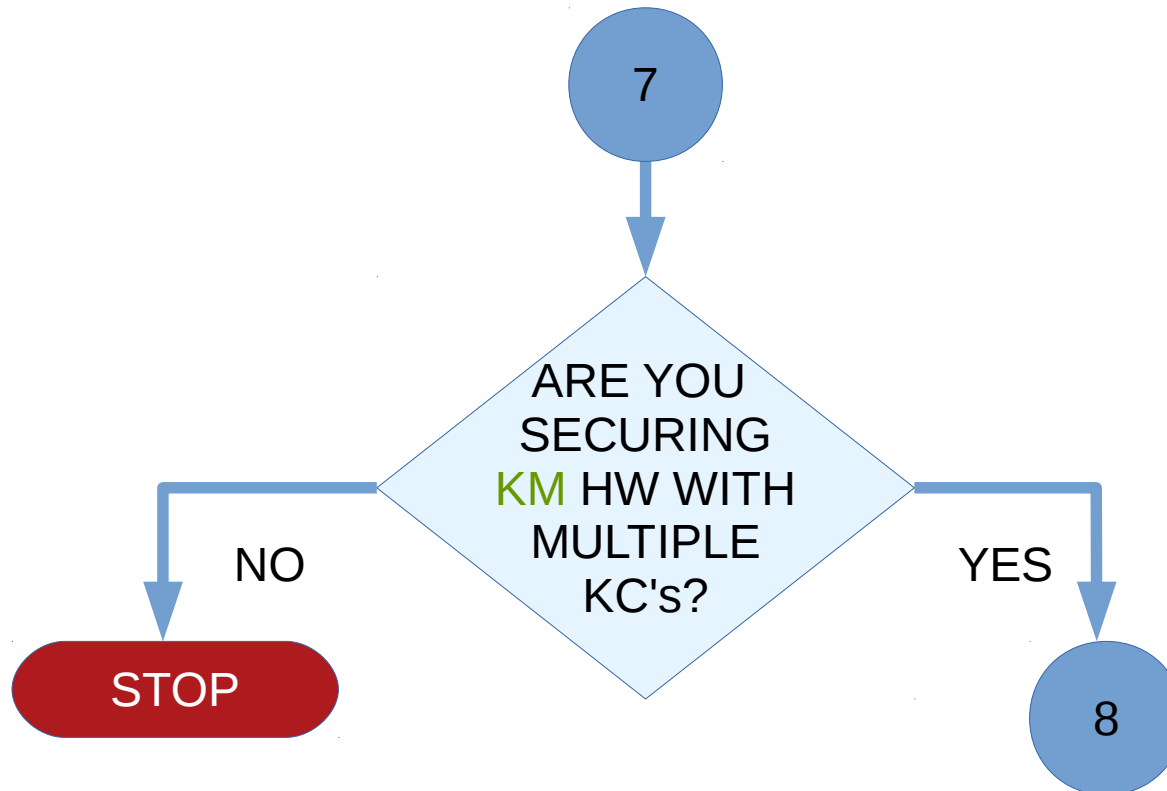 7
ARE YOU
SECURING
KM HW WITH
MULTIPLE
KC's?
NO
YES
STOP
8